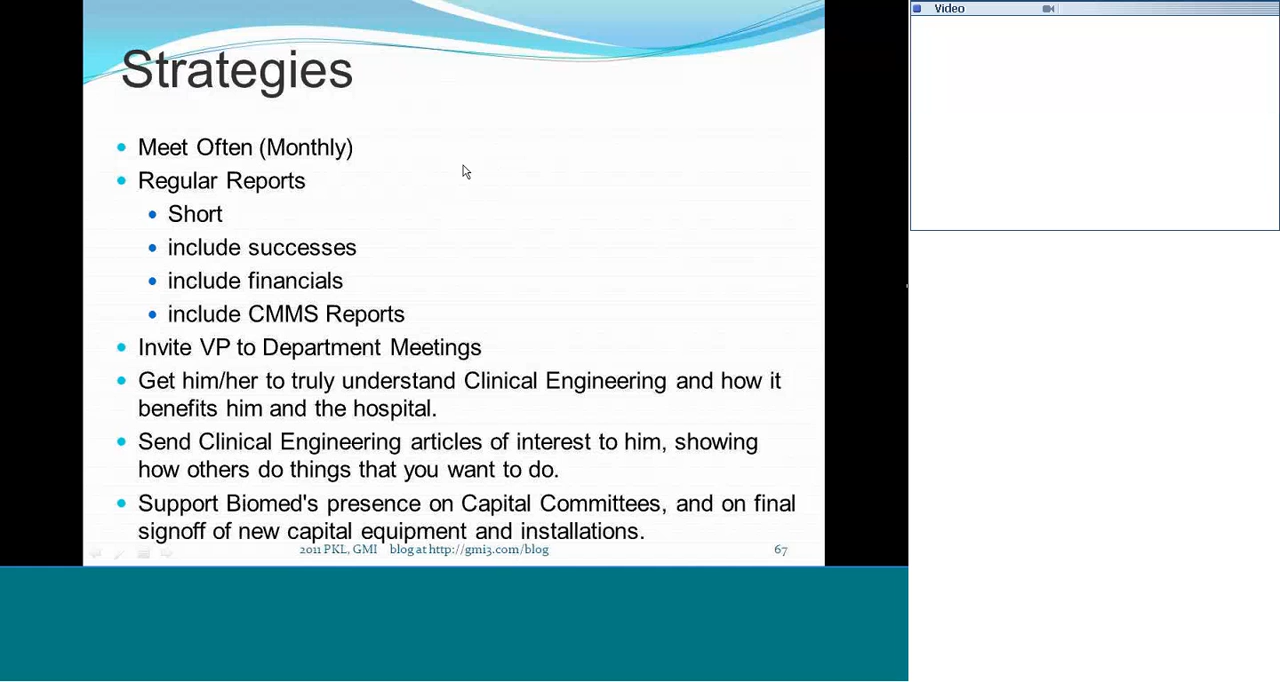 Video
Strategies
Meet Often (Monthly)
Regular Reports
Short
include successes
include financials
include CMMS Reports
Invite VP to Department Meetings
Get him/her to truly understand Clinical Engineering and how it
benefits him and the hospital.
Send Clinical Engineering articles of interest to him, showing
how others do things that you want to do.
Support Biomed's presence on Capital Committees, and on final
signoff of new capital equipment and installations.
2011 PKL, GMI blog at http://gmi3.com/blog 67